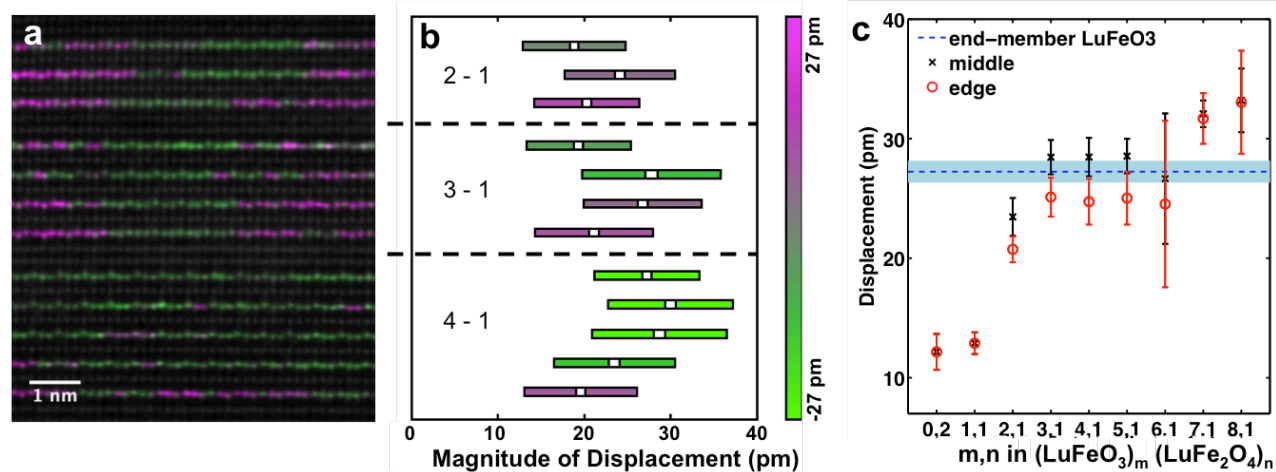 a
1 nm
b
2 - 1
3 - 1
4 - 1
0 10 20 30 40
Magnitude of Displacement (pm)
27 pm
-27 pm
c
end-member LuFeO3
middle
edge
40
30
20
10
Displacement (pm)
0,2 1,1 2,1 3,1 4,1 5,1 6,1 7,1 8,1
m,n in (LuFeO₃)ₘ (LuFe₂O₄)ₙ